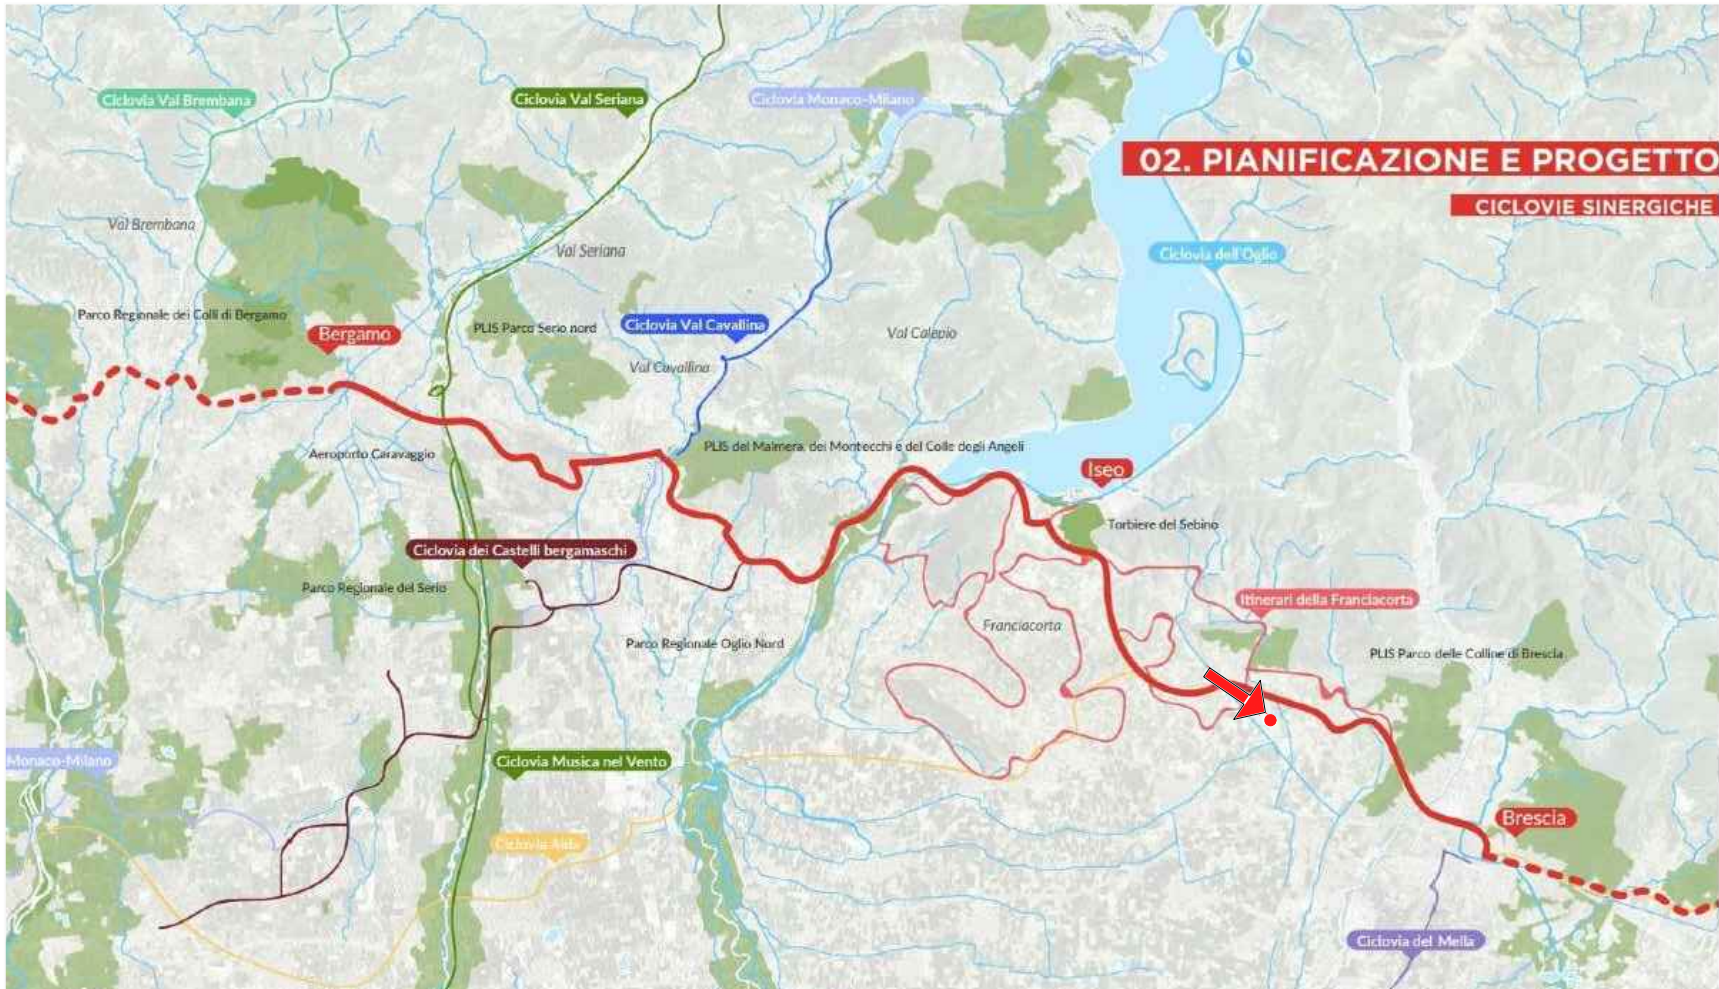 Ciclovia Val Brembana
Ciclovia Val Seriana
Ciclovia Monaco-Milano
02. PIANIFICAZIONE E PROGETTO
CICLOVIE SINERGICHE
Val Brembana
Val Seriana
Ciclovia dell'Oglio
Parco Regionale dei Colli di Bergamo
Bergamo
PLIS Parco Serio nord
Ciclovia Val Cavallina
Val Calepio
Val Cavallina
Aeroporto Caravaggio
PLIS del Malmera, dei Montecchi e del Colle degli Angeli
Iseo
Torbiere del Sebino
Ciclovia dei Castelli bergamaschi
Parco Regionale del Serio
Itinerari della Franciacorta
Franciacorta
Parco Regionale Oglio Nord
PLIS Parco delle Colline di Brescia
Monaco-Milano
Ciclovia Musica nel Vento
Brescia
Ciclovia Aida
Ciclovia del Mella